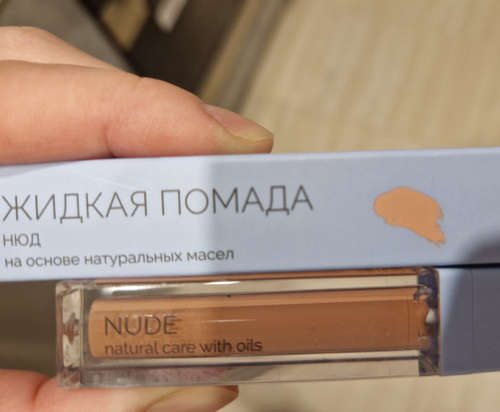 ЖИДКАЯ ПОМАДА
НЮД
на основе натуральных масел
NUDE
natural care with oils